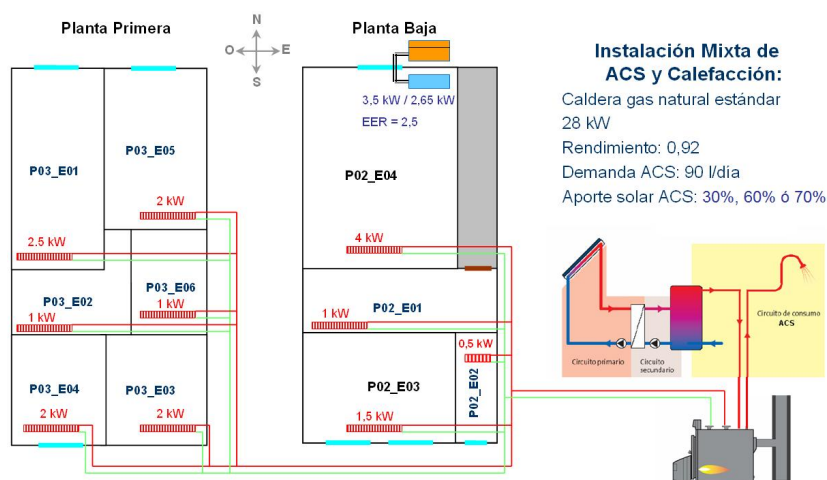 Planta Primera
N
O
E
S
Planta Baja
Instalación Mixta de
ACS y Calefacción:
Caldera gas natural estándar
28 kW
Rendimiento: 0,92
Demanda ACS: 90 l/día
Aporte solar ACS: 30%, 60% ó 70%
3,5 kW / 2,65 kW
EER = 2,5
P03_E01
P03_E05
2 kW
2.5 kW
P03_E02
1 kW
P03_E06
1 kW
P03_E04
2 kW
P03_E03
2 kW
P02_E04
4 kW
P02_E01
1 kW
0,5 kW
P02_E03
P02_E02
1,5 kW
Circuito primario
Circuito
secundario
Circuito de consumo
ACS